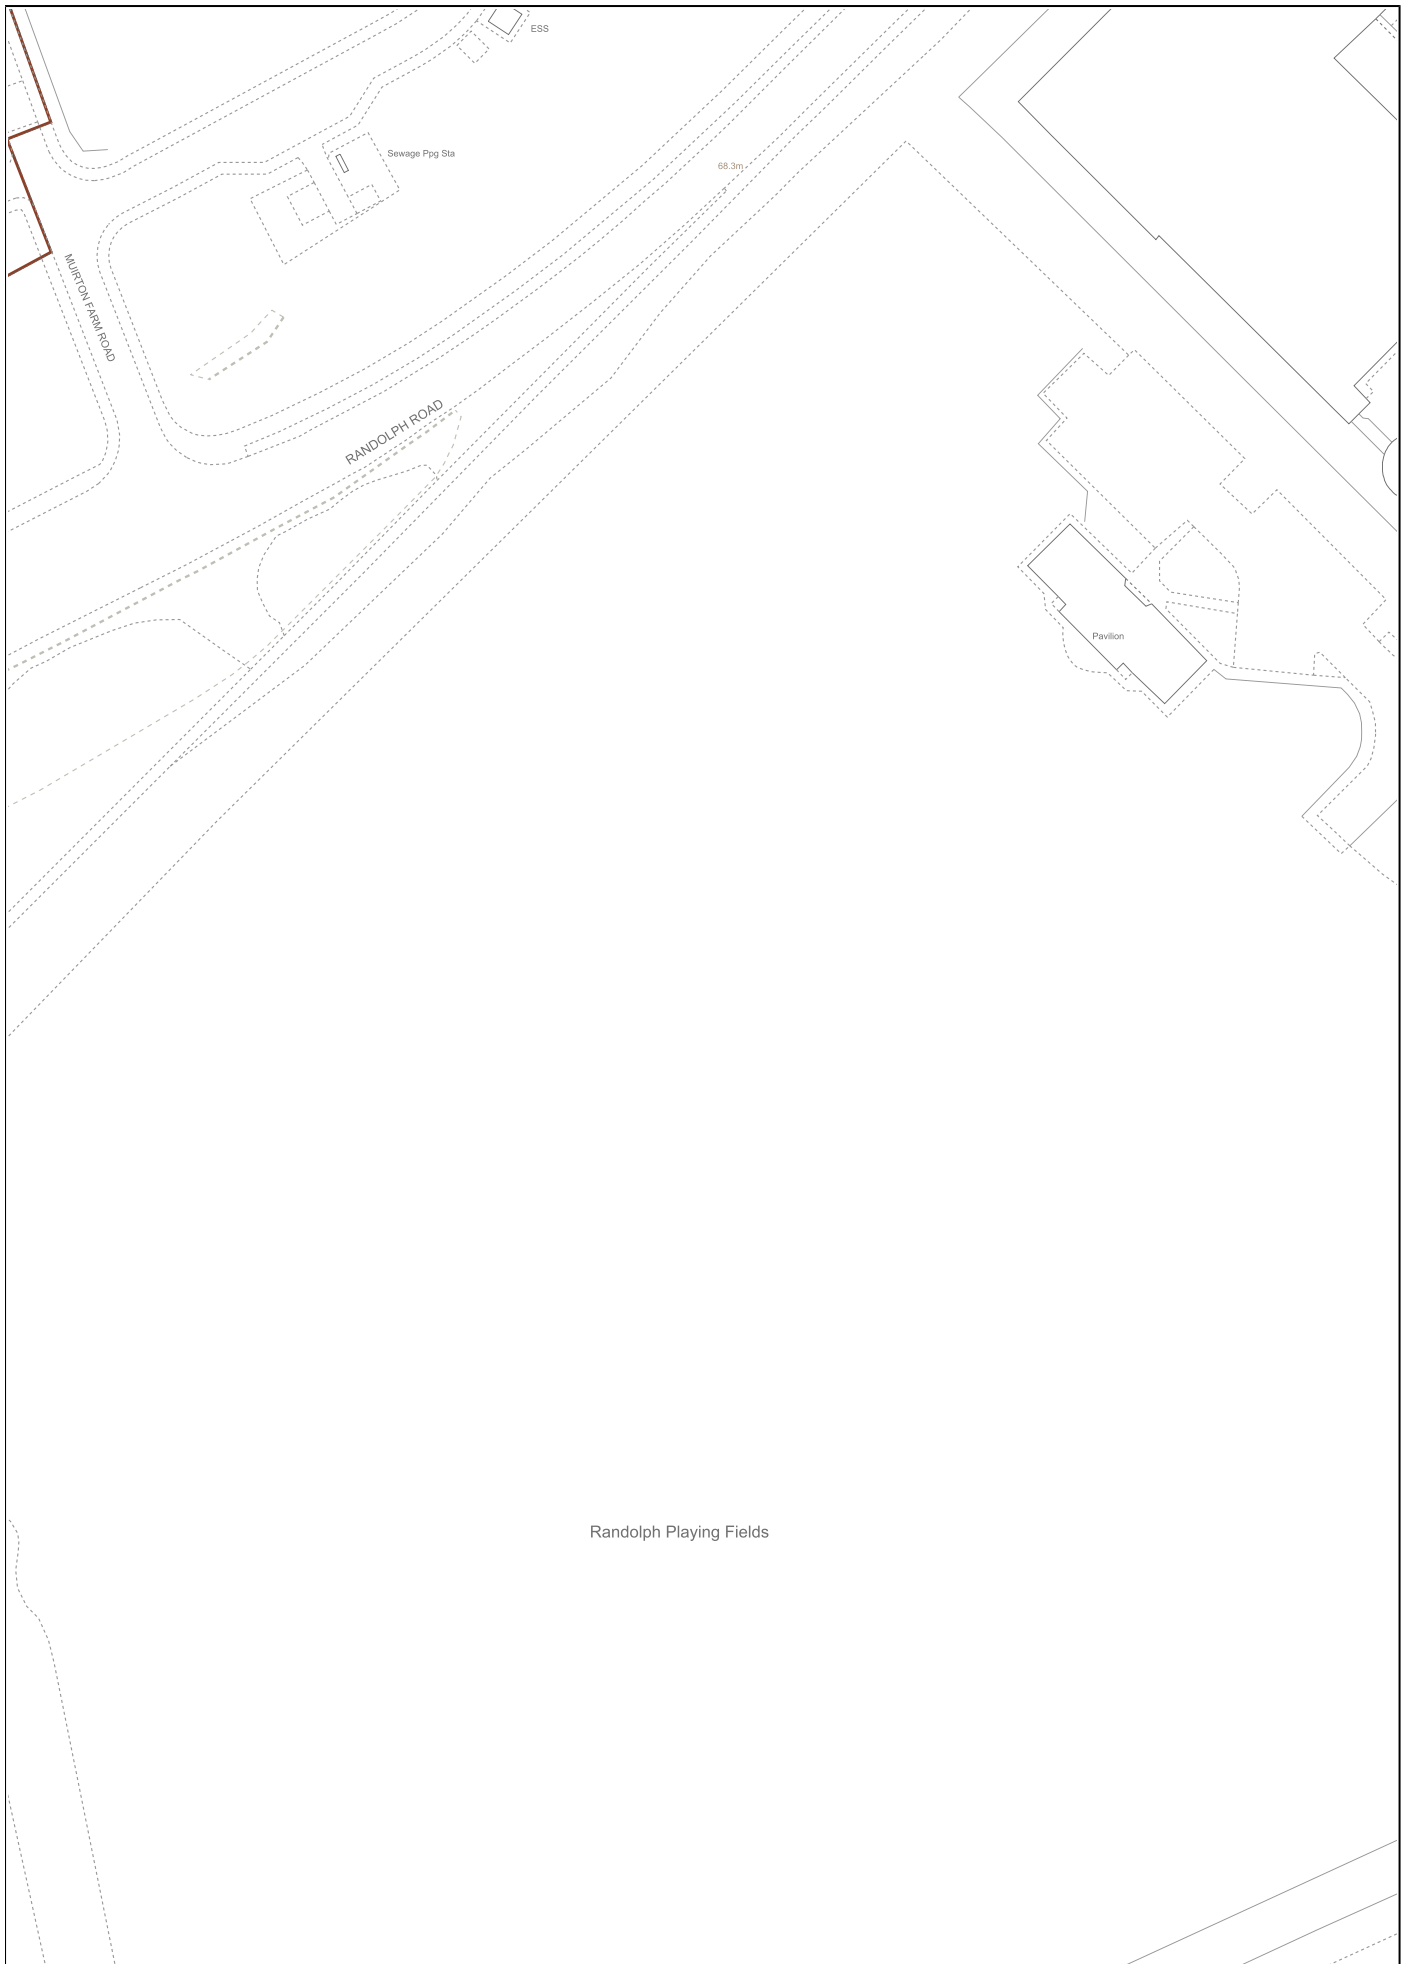 ESS
Sewage Ppg Sta
68.3m
MUIRTON FARM ROAD
RANDOLPH ROAD
Pavilion
Randolph Playing Fields